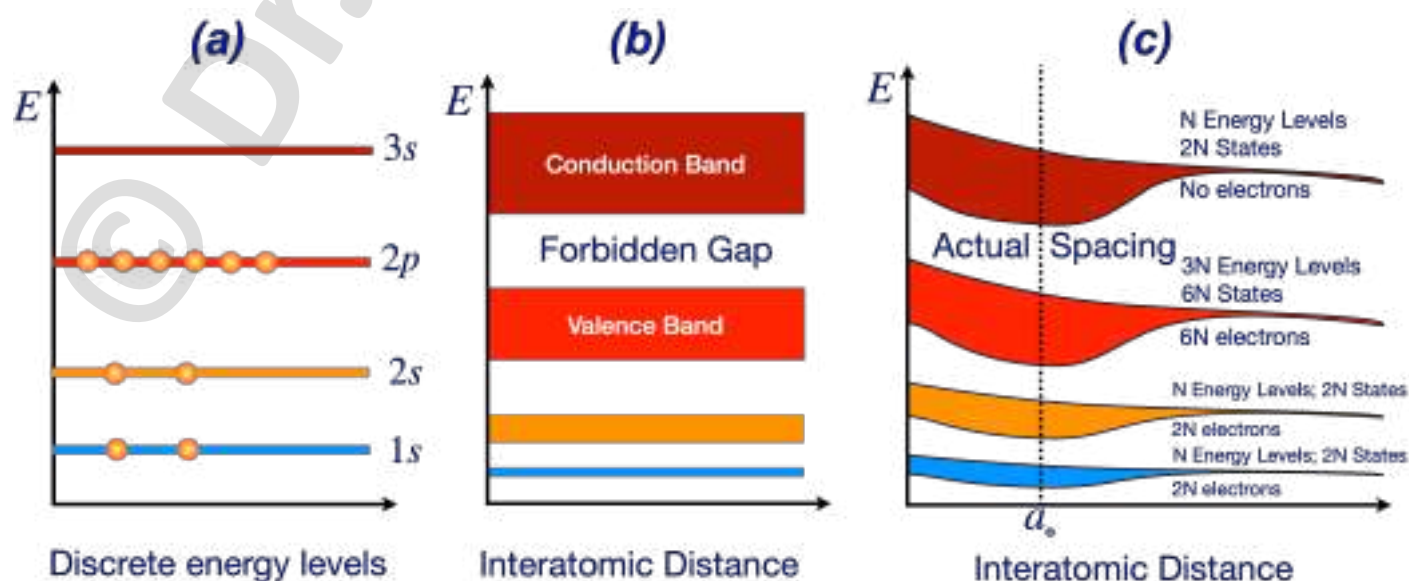 © Dr.
(a)
E
3s
2p
2s
1s
Discrete energy levels
(b)
E
Conduction Band
Forbidden Gap
Valence Band
Interatomic Distance
(c)
E
N Energy Levels
2N States
No electrons
Actual Spacing
3N Energy Levels
6N States
6N electrons
N Energy Levels; 2N States
2N electrons
N Energy Levels; 2N States
2N electrons
a₀
Interatomic Distance